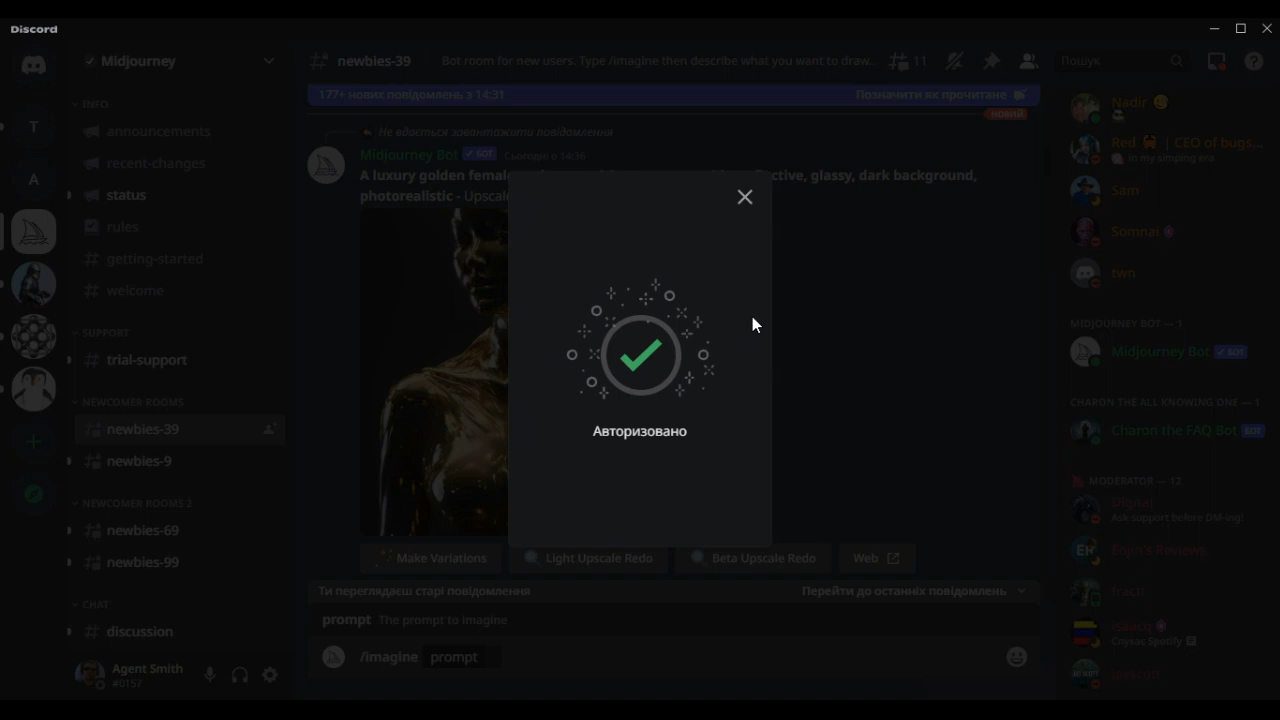 Discord
Midjourney
newbies-39
Bot room for new users. Type /imagine then describe what you want to draw...
11
Пошук
177+ нових повідомлень з 14:31
Позначити як прочитане
НОВИЙ
INFO
announcements
recent-changes
status
rules
getting-started
welcome
SUPPORT
trial-support
NEWCOMER ROOMS
newbies-39
newbies-9
NEWCOMER ROOMS 2
newbies-69
newbies-99
CHAT
discussion
Agent Smith
#0157
T
A
Не вдається завантажити повідомлення
Midjourney Bot ✓ БОТ Сьогодні о 14:36
A luxury golden female
ctive, glassy, dark background,
photorealistic - Upscal
Авторизовано
Make Variations
Light Upscale Redo
Beta Upscale Redo
Web
Ти переглядаєш старі повідомлення
Перейти до останніх повідомлень
prompt The prompt to imagine
/imagine prompt
Nadir
Red | CEO of bugs...
in my simping era
Sam
Somnai
twn
MIDJOURNEY BOT — 1
Midjourney Bot ✓ БОТ
CHARON THE ALL KNOWING ONE — 1
Charon the FAQ Bot БОТ
MODERATOR — 12
Digital
Ask support before DM-ing!
Слухає Spotify